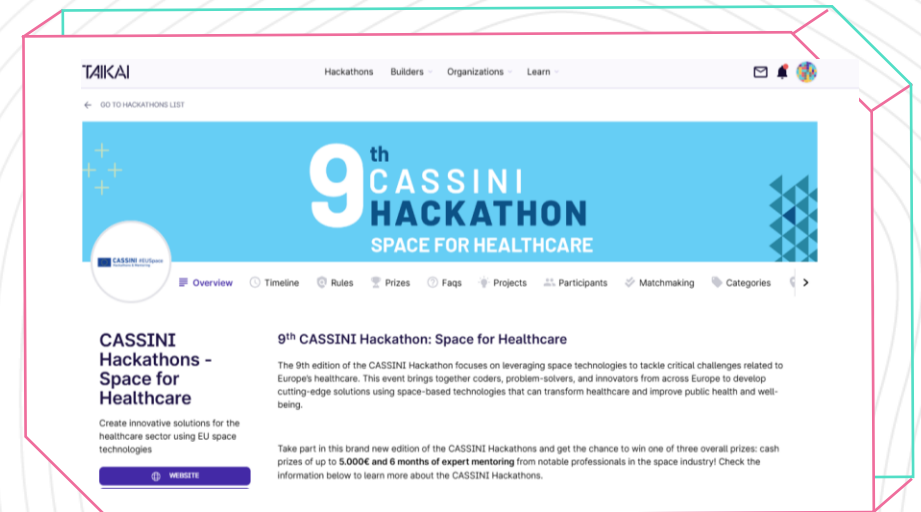 TAIKAI
Hackathons Builders Organizations Learn
GO TO HACKATHONS LIST
9th
CASSINI
HACKATHON
SPACE FOR HEALTHCARE
CASSINI #EUSpace
Overview Timeline Rules Prizes Faqs Projects Participants Matchmaking Categories
CASSINI
Hackathons -
Space for
Healthcare
Create innovative solutions for the
healthcare sector using EU space
technologies
WEBSITE
9th CASSINI Hackathon: Space for Healthcare
The 9th edition of the CASSINI Hackathon focuses on leveraging space technologies to tackle critical challenges related to
Europe's healthcare. This event brings together coders, problem-solvers, and innovators from across Europe to develop
cutting-edge solutions using space-based technologies that can transform healthcare and improve public health and well-
being.
Take part in this brand new edition of the CASSINI Hackathons and get the chance to win one of three overall prizes: cash
prizes of up to 5.000€ and 6 months of expert mentoring from notable professionals in the space industry! Check the
information below to learn more about the CASSINI Hackathons.